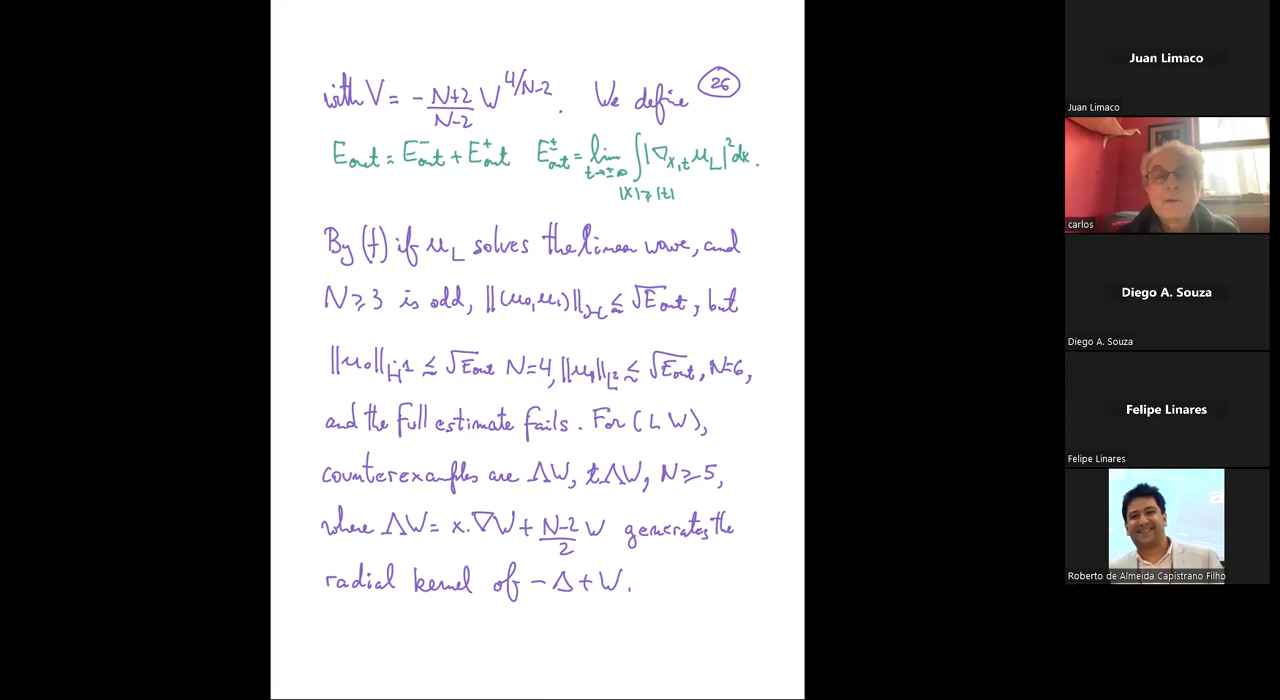 26
with V = - N+2/N-2 W^4/N-2 . We define
E_out = E^-_out + E^+_out E^±_out = lim_{t→±∞} ∫_{|x|≥|t|} |∇_{x,t} u_L|^2 dx.
By (†) if u_L solves the linear wave, and
N ≥ 3 is odd, ||(u_0,u_1)||_H ≲ √E_out, but
||u_0||_{Ḣ^1} ≲ √E_out N=4, ||u_1||_{L^2} ≲ √E_out, N=6,
and the full estimate fails. For (LW),
counterexamples are ΛW, tΛW, N ≥ 5,
where ΛW = x.∇W + N-2/2 W generates the
radial kernel of -Δ+W.
Juan Limaco
Juan Limaco
carlos
Diego A. Souza
Diego A. Souza
Felipe Linares
Felipe Linares
Roberto de Almeida Capistrano Filho